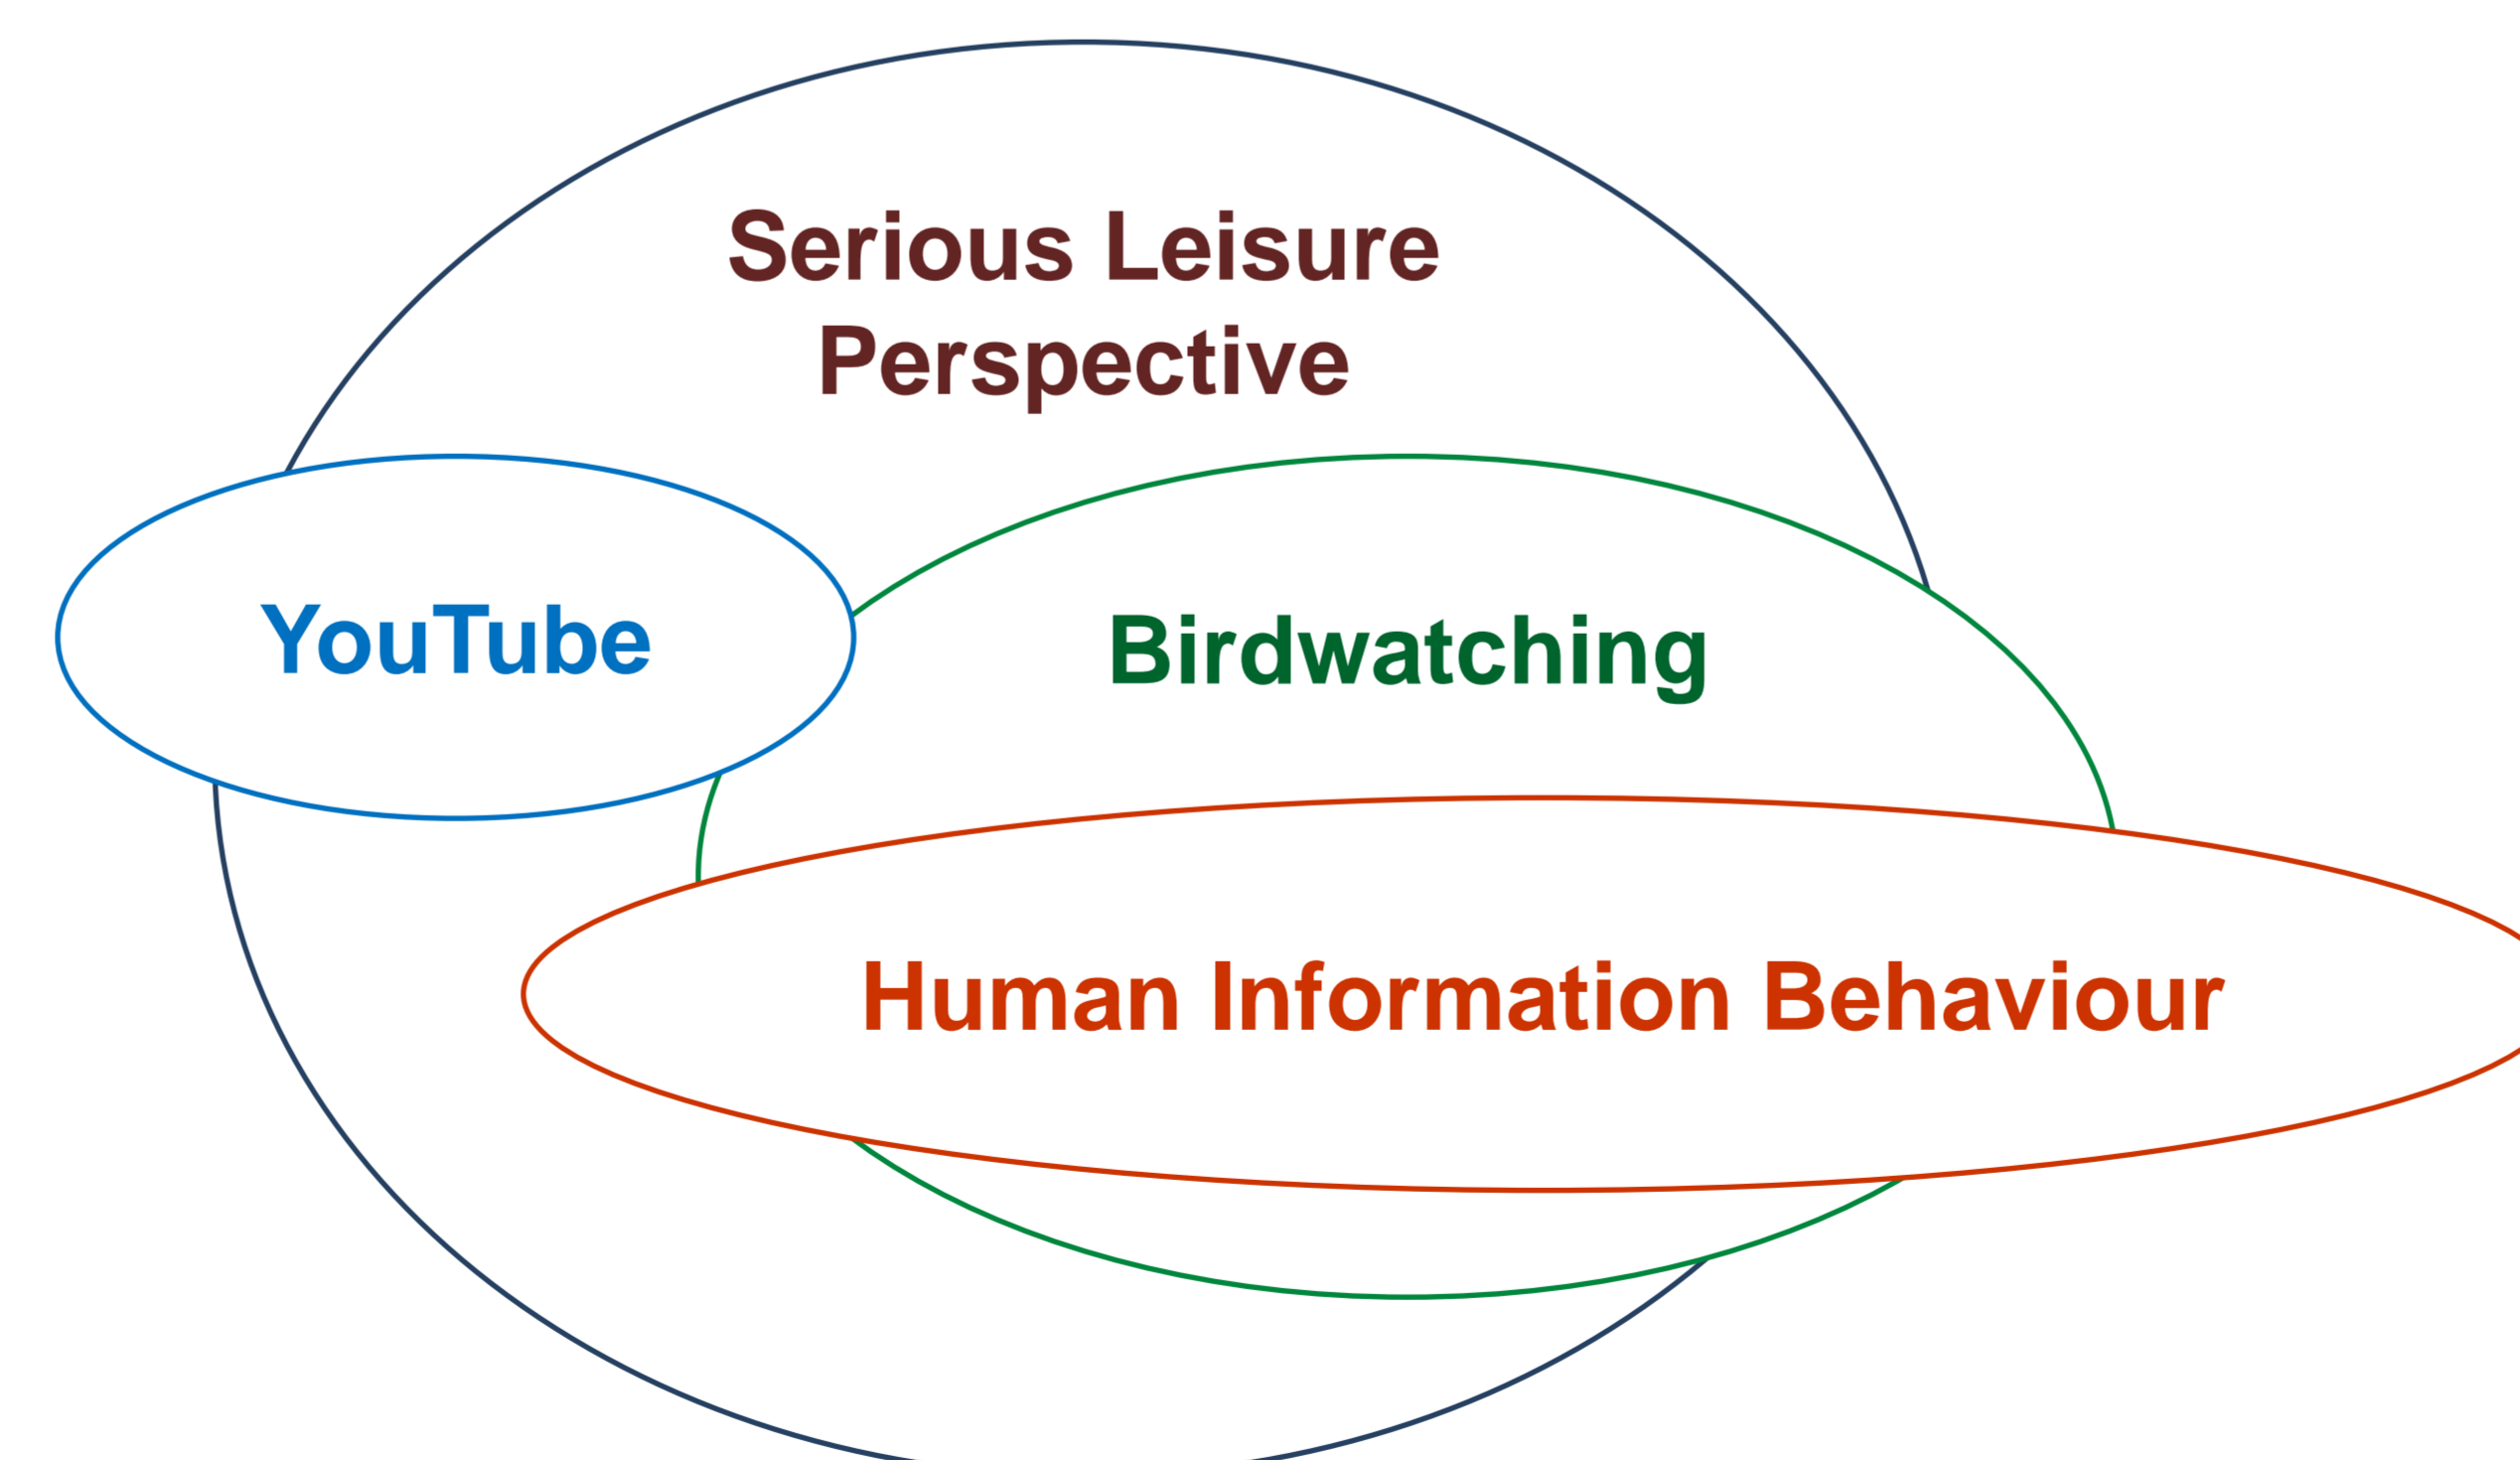 Serious Leisure
Perspective
YouTube
Birdwatching
Human Information Behaviour